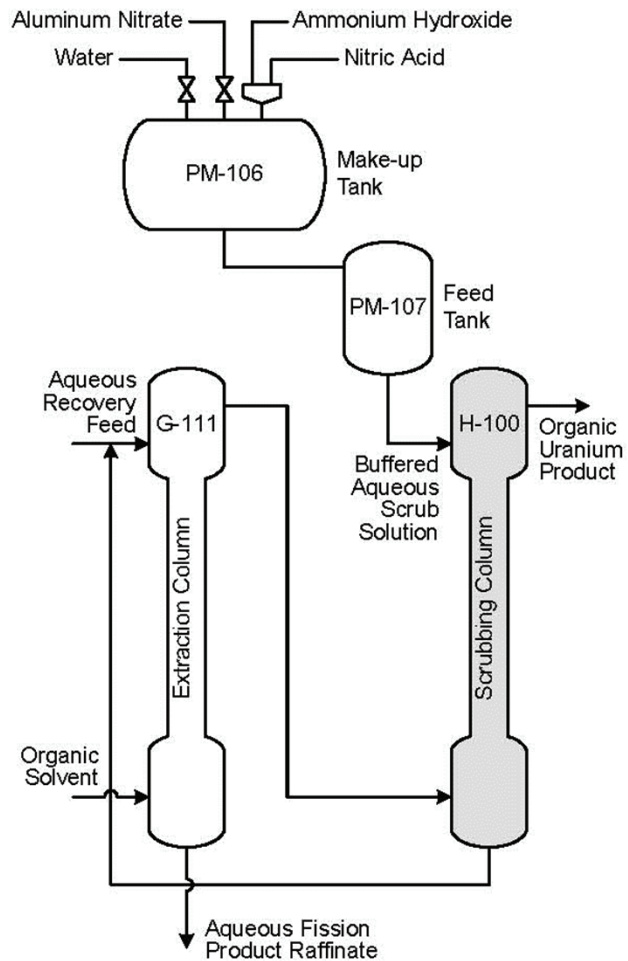 Aluminum Nitrate
Ammonium Hydroxide
Water
Nitric Acid
PM-106
Make-up
Tank
PM-107
Feed
Tank
Aqueous
Recovery
Feed
G-111
H-100
Organic
Uranium
Product
Buffered
Aqueous
Scrub
Solution
Extraction Column
Scrubbing Column
Organic
Solvent
Aqueous Fission
Product Raffinate